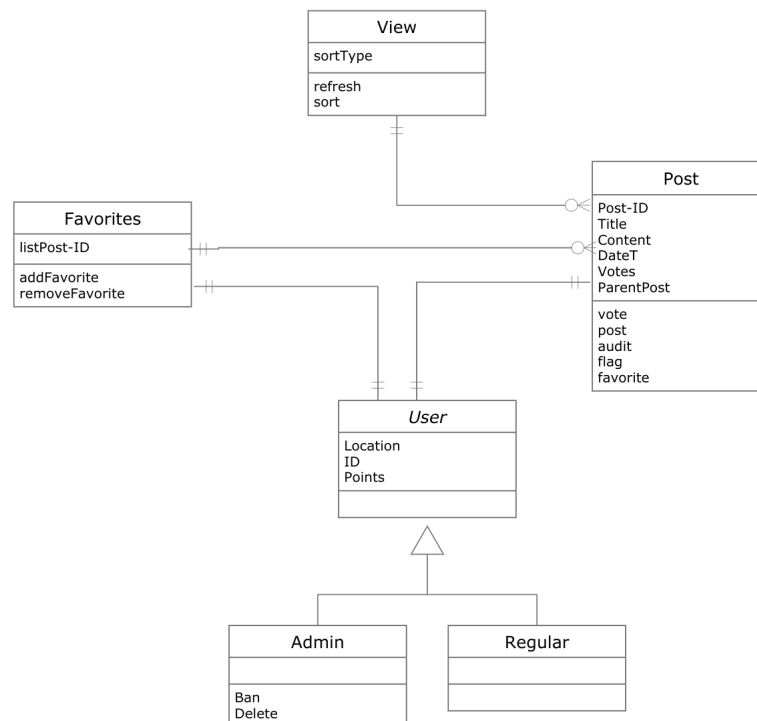 View
sortType
refresh
sort
Post
Post-ID
Title
Content
DateT
Votes
ParentPost
vote
post
audit
flag
favorite
Favorites
listPost-ID
addFavorite
removeFavorite
User
Location
ID
Points
Admin
Ban
Delete
Regular